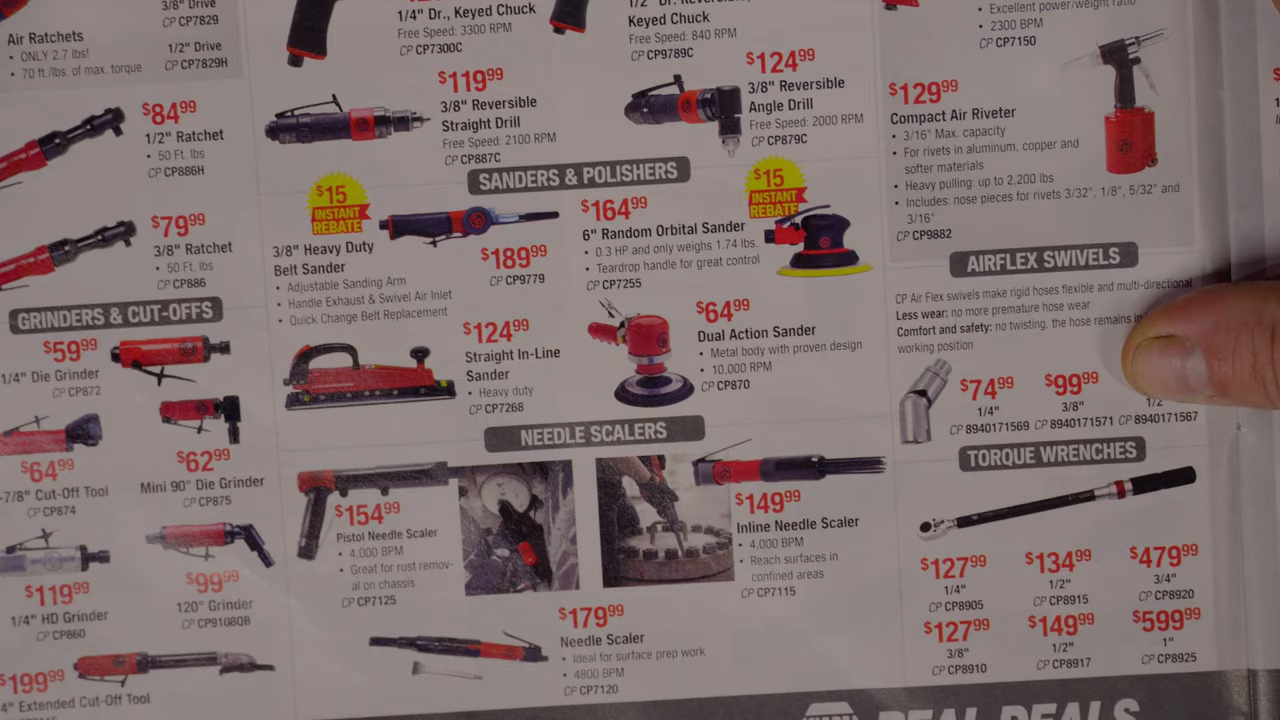 3/8" Drive
CP CP7829
Air Ratchets
• ONLY 2.7 lbs!
• 70 ft./lbs. of max. torque
1/2" Drive
CP CP7829H
$84.99
1/2" Ratchet
• 50 Ft. lbs
CP CP886H
$79.99
3/8" Ratchet
• 50 Ft. lbs
CP CP886
GRINDERS & CUT-OFFS
$59.99
1/4" Die Grinder
CP CP872
$64.99
-7/8" Cut-Off Tool
CP CP874
$62.99
Mini 90° Die Grinder
CP CP875
$119.99
1/4" HD Grinder
CP CP860
$99.99
120° Grinder
CP CP9108QB
$199.99
4" Extended Cut-Off Tool
1/4" Dr., Keyed Chuck
Free Speed: 3300 RPM
CP CP7300C
Keyed Chuck
Free Speed: 840 RPM
CP CP9789C
$119.99
3/8" Reversible
Straight Drill
Free Speed: 2100 RPM
CP CP887C
$124.99
3/8" Reversible
Angle Drill
Free Speed: 2000 RPM
CP CP879C
SANDERS & POLISHERS
$15
INSTANT
REBATE
3/8" Heavy Duty
Belt Sander
• Adjustable Sanding Arm
• Handle Exhaust & Swivel Air Inlet
• Quick Change Belt Replacement
$189.99
CP CP9779
$164.99
6" Random Orbital Sander
• 0.3 HP and only weighs 1.74 lbs.
• Teardrop handle for great control
CP CP7255
$15
INSTANT
REBATE
$124.99
Straight In-Line
Sander
• Heavy duty
CP CP7268
$64.99
Dual Action Sander
• Metal body with proven design
• 10,000 RPM
CP CP870
NEEDLE SCALERS
$154.99
Pistol Needle Scaler
• 4,000 BPM
• Great for rust remov-
al on chassis
CP CP7125
$149.99
Inline Needle Scaler
• 4,000 BPM
• Reach surfaces in
confined areas
CP CP7115
$179.99
Needle Scaler
• Ideal for surface prep work
• 4800 BPM
CP CP7120
• Excellent power/weight ratio
• 2300 BPM
CP CP7150
$129.99
Compact Air Riveter
• 3/16" Max. capacity
• For rivets in aluminum, copper and
softer materials
• Heavy pulling: up to 2,200 lbs
• Includes: nose pieces for rivets 3/32", 1/8", 5/32" and
3/16"
CP CP9882
AIRFLEX SWIVELS
CP Air Flex swivels make rigid hoses flexible and multi-directional
Less wear: no more premature hose wear
Comfort and safety: no twisting, the hose remains in
working position
$74.99
1/4"
CP 8940171569
$99.99
3/8"
CP 8940171571
1/2
CP 8940171567
TORQUE WRENCHES
$127.99
1/4"
CP CP8905
$134.99
1/2"
CP CP8915
$479.99
3/4"
CP CP8920
$127.99
3/8"
CP CP8910
$149.99
1/2"
CP CP8917
$599.99
1"
CP CP8925
REAL DEALS